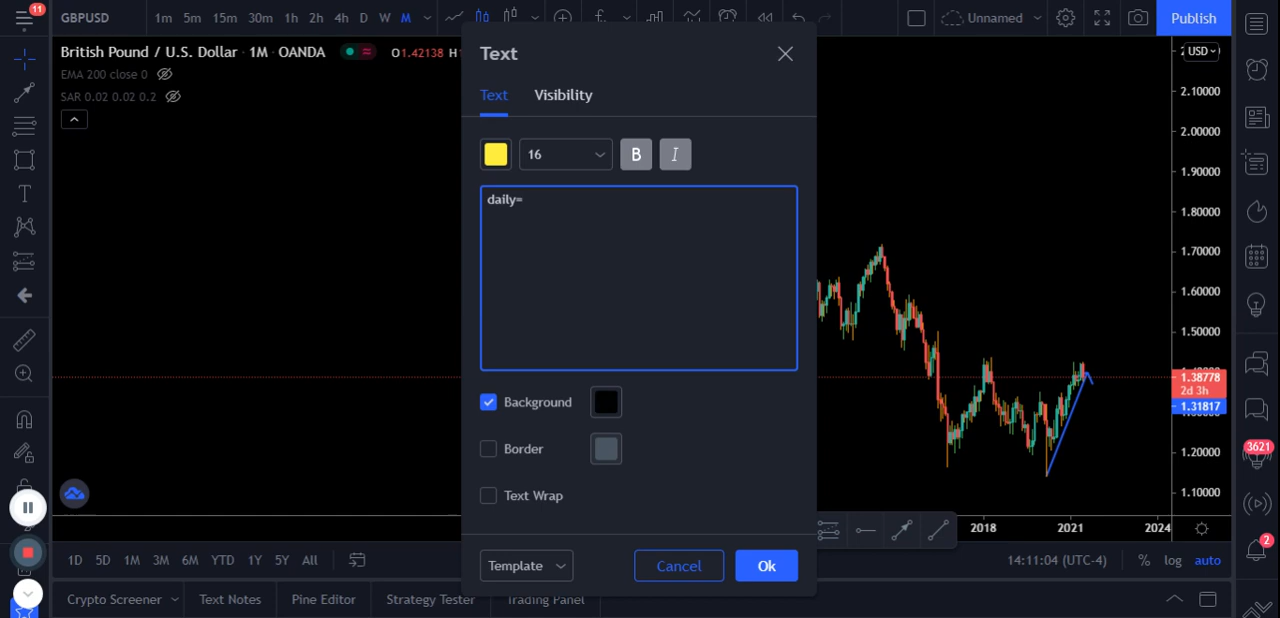 11
GBPUSD
1m 5m 15m 30m 1h 2h 4h D W M
Unnamed
Publish
British Pound / U.S. Dollar · 1M · OANDA
O1.42138 H1
EMA 200 close 0
SAR 0.02 0.02 0.2
Text
Text Visibility
16
B I
daily=
Background
Border
Text Wrap
Template
Cancel
Ok
USD
2.10000
2.00000
1.90000
1.80000
1.70000
1.60000
1.50000
1.38778
2d 3h
1.31817
1.20000
1.10000
2018 2021 2024
3621
2
1D 5D 1M 3M 6M YTD 1Y 5Y All
14:11:04 (UTC-4)
% log auto
Crypto Screener
Text Notes
Pine Editor
Strategy Tester
Trading Panel